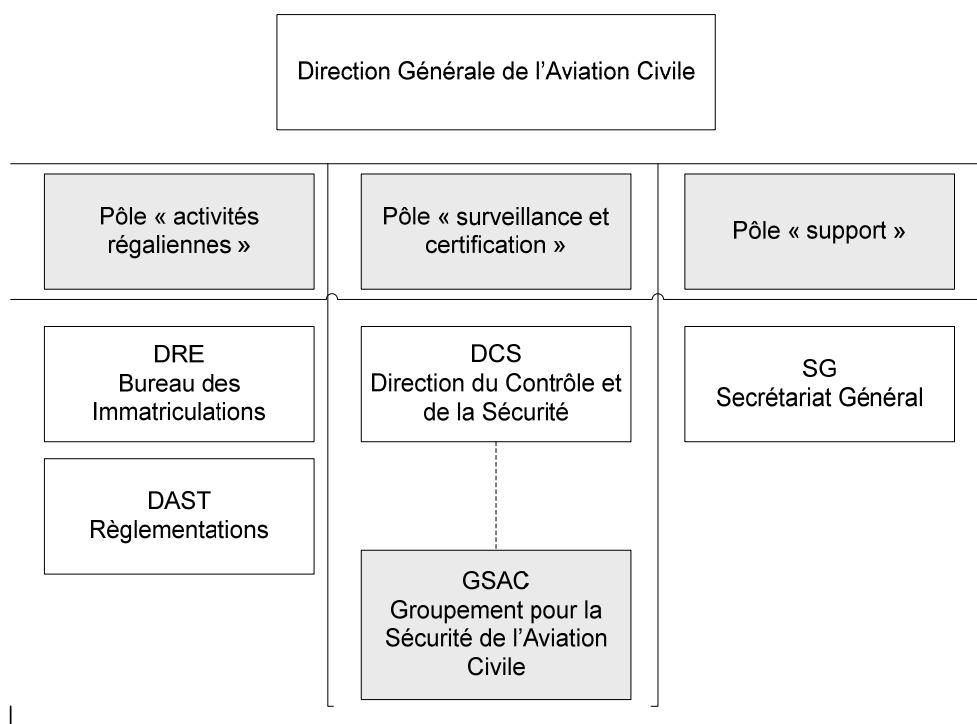 Direction Générale de l’Aviation Civile
Pôle « activités
régaliennes »
Pôle « surveillance et
certification »
Pôle « support »
DRE
Bureau des
Immatriculations
DCS
Direction du Contrôle et
de la Sécurité
SG
Secrétariat Général
DAST
Règlementations
GSAC
Groupement pour la
Sécurité de l’Aviation
Civile